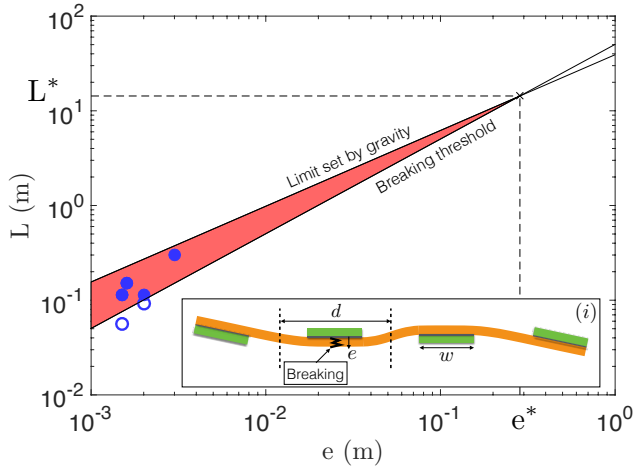 10^2
L^*
10^1
Limit set by gravity
Breaking threshold
L (m)
10^0
10^{-1}
(i)
d
e
w
Breaking
10^{-2}
10^{-3}
10^{-2}
10^{-1}
e^*
10^0
e (m)